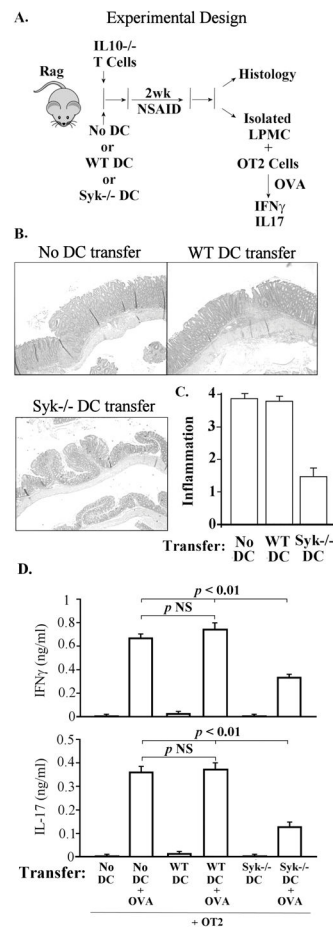 A. Experimental Design
IL10-/-
T Cells
Rag
2wk
NSAID
No DC
or
WT DC
or
Syk-/- DC
Histology
Isolated
LPMC
+
OT2 Cells
OVA
IFNγ
IL17
B.
No DC transfer WT DC transfer
Syk-/- DC transfer
C.
Inflammation
4
3
2
1
0
Transfer: No DC WT DC Syk-/- DC
D.
p < 0.01
p NS
IFNγ (ng/ml)
1
0.8
0.6
0.4
0.2
0
p < 0.01
p NS
IL-17 (ng/ml)
0.5
0.4
0.3
0.2
0.1
0
Transfer: No DC No DC + OVA WT DC WT DC + OVA Syk-/- DC Syk-/- DC + OVA
+ OT2